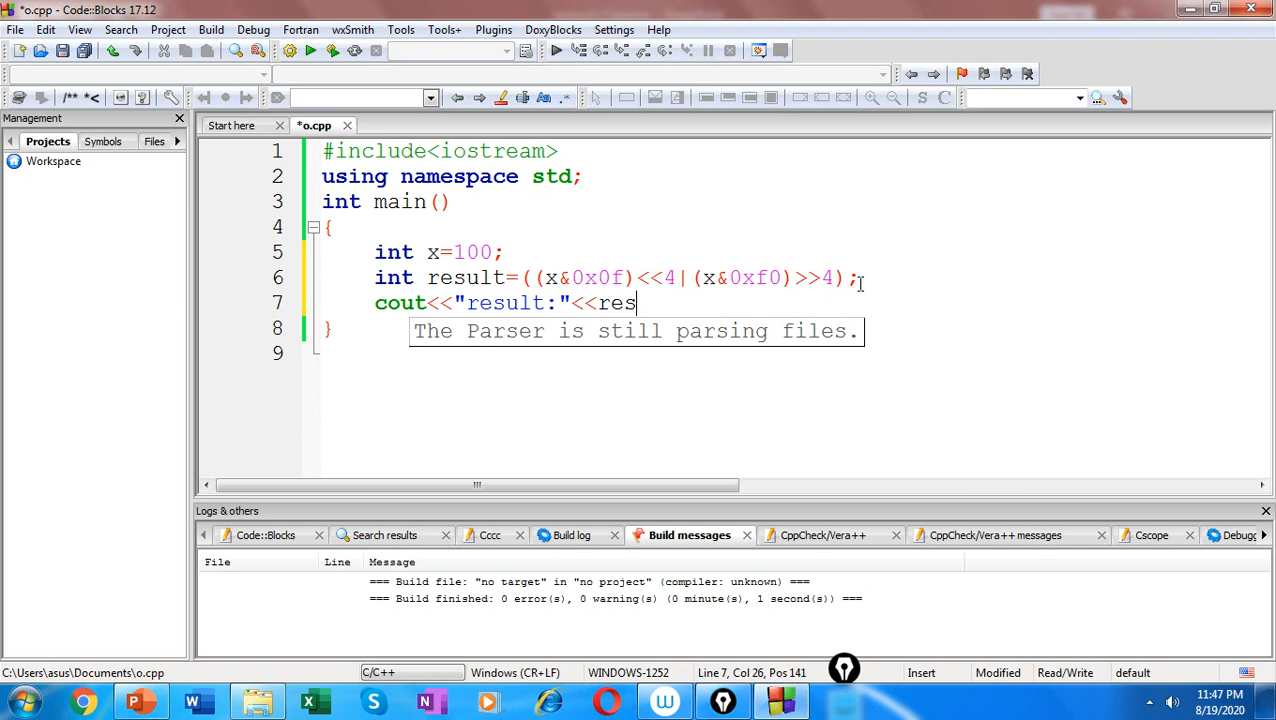 *o.cpp - Code::Blocks 17.12
File Edit View Search Project Build Debug Fortran wxSmith Tools Tools+ Plugins DoxyBlocks Settings Help
/** *<
Aa .*
S C
Management
Projects Symbols Files
Workspace
Start here *o.cpp
1 #include<iostream>
2 using namespace std;
3 int main()
4 {
5 int x=100;
6 int result=((x&0x0f)<<4|(x&0xf0)>>4);
7 cout<<"result:"<<res
The Parser is still parsing files.
8 }
9
Logs & others
Code::Blocks Search results Cccc Build log Build messages CppCheck/Vera++ CppCheck/Vera++ messages Cscope Debugg
File Line Message
=== Build file: "no target" in "no project" (compiler: unknown) ===
=== Build finished: 0 error(s), 0 warning(s) (0 minute(s), 1 second(s)) ===
C:\Users\asus\Documents\o.cpp C/C++ Windows (CR+LF) WINDOWS-1252 Line 7, Col 26, Pos 141 Insert Modified Read/Write default
11:47 PM
8/19/2020